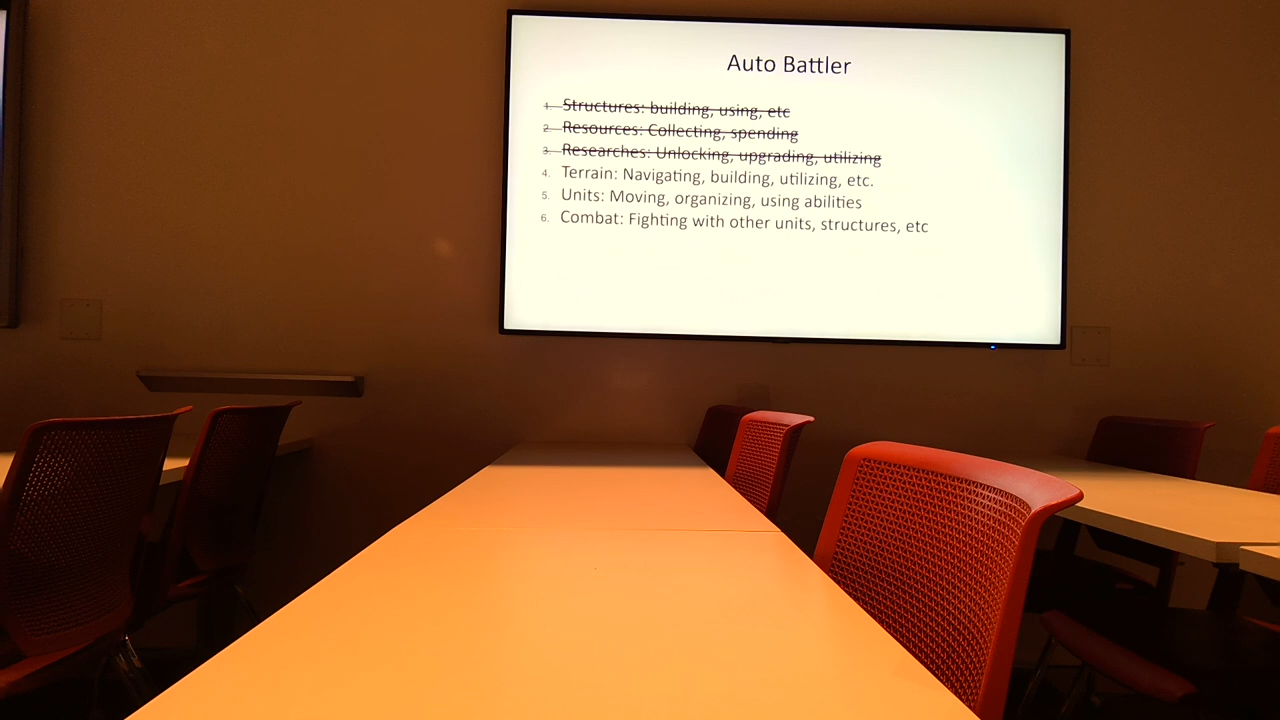 Auto Battler
1. Structures: building, using, etc
2. Resources: Collecting, spending
3. Researches: Unlocking, upgrading, utilizing
4. Terrain: Navigating, building, utilizing, etc.
5. Units: Moving, organizing, using abilities
6. Combat: Fighting with other units, structures, etc